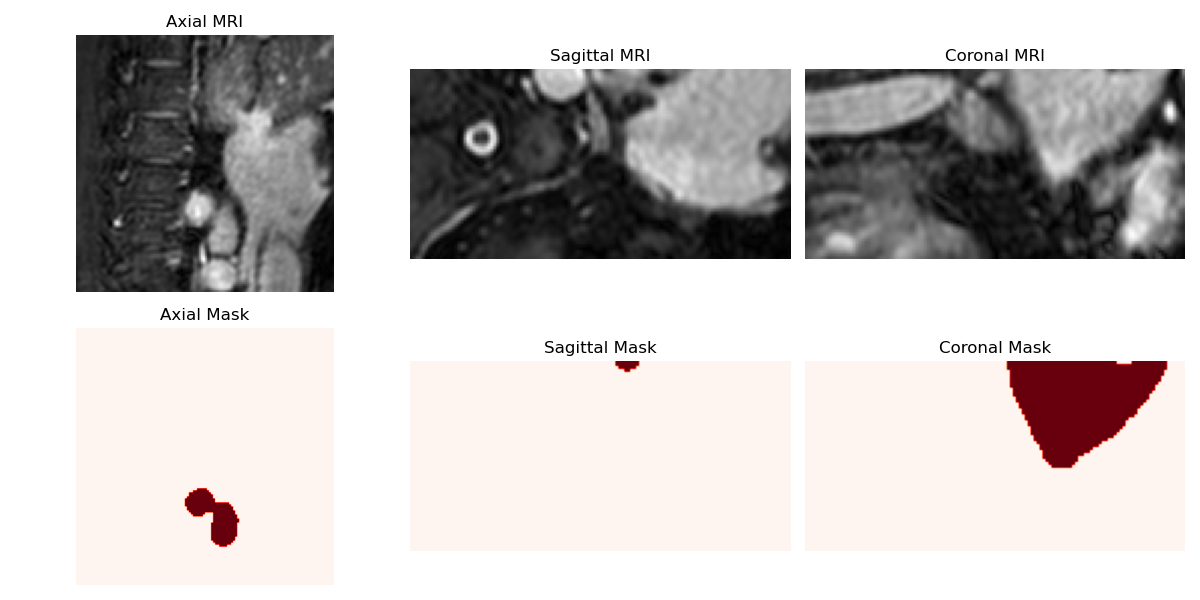 Axial MRI
Sagittal MRI
Coronal MRI
Axial Mask
Sagittal Mask
Coronal Mask